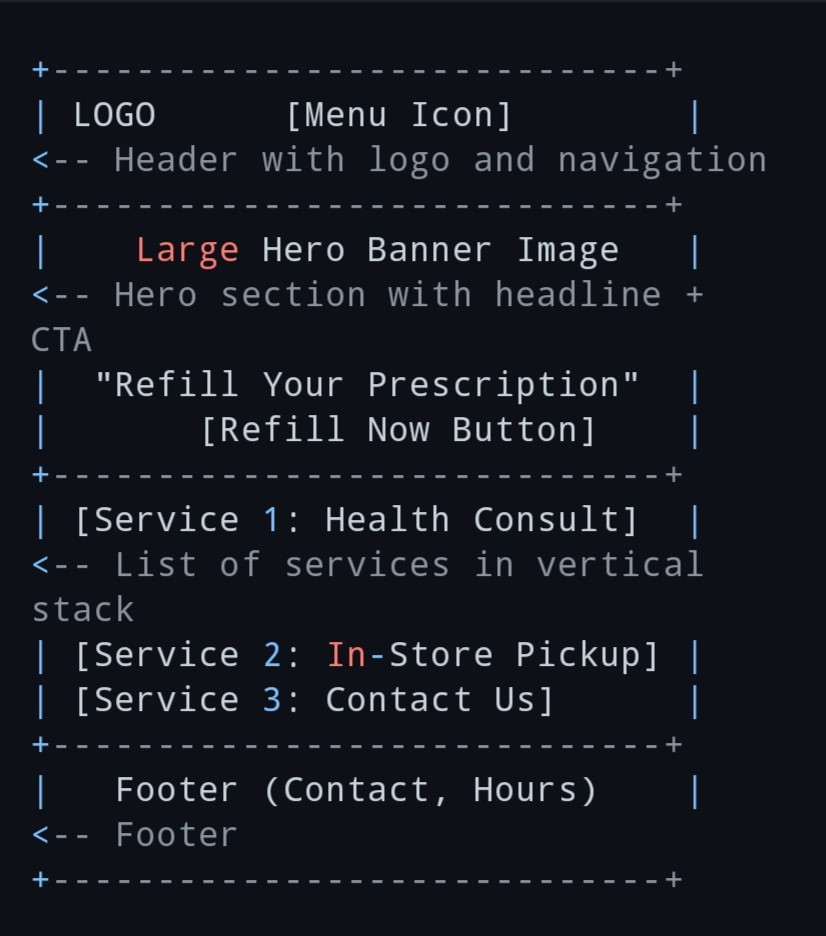 +-----------------------------+
| LOGO      [Menu Icon]        |
<-- Header with logo and navigation
+-----------------------------+
|    Large Hero Banner Image   |
<-- Hero section with headline +
CTA
|  "Refill Your Prescription"  |
|       [Refill Now Button]    |
+-----------------------------+
| [Service 1: Health Consult]  |
<-- List of services in vertical
stack
| [Service 2: In-Store Pickup] |
| [Service 3: Contact Us]      |
+-----------------------------+
|   Footer (Contact, Hours)    |
<-- Footer
+-----------------------------+